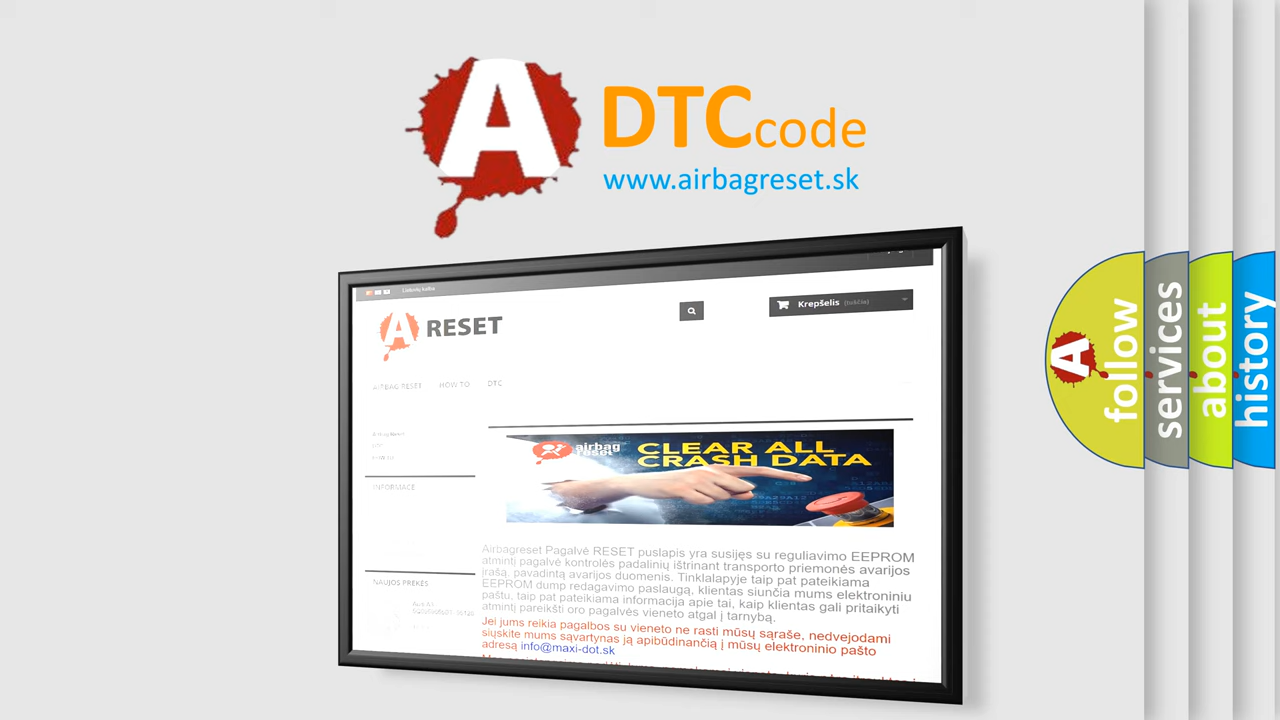 A DTCcode
www.airbagreset.sk
Lietuvių kalba
A RESET
Krepšelis (tuščia)
AIRBAG RESET HOW TO DTC
INFORMACE
airbag
reset
CLEAR ALL
CRASH DATA
Airbagreset Pagalvė RESET puslapis yra susijęs su reguliavimo EEPROM
atmintį pagalvė kontrolės padalinių ištrinant transporto priemonės avarijos
įrašą, pavadintą avarijos duomenis. Tinklalapyje taip pat pateikiama
EEPROM dump redagavimo paslaugą, klientas siunčia mums elektroniniu
paštu, taip pat pateikiama informacija apie tai, kaip klientas gali pritaikyti
atmintį pareikšti oro pagalvės vieneto atgal į tarnybą.
NAUJOS PREKĖS
Jei jums reikia pagalbos su vieneto ne rasti mūsų sąraše, nedvejodami
siųskite mums sąvartynas ją apibūdinančią į mūsų elektroninio pašto
adresą info@maxi-dot.sk
A follow
services
about
history